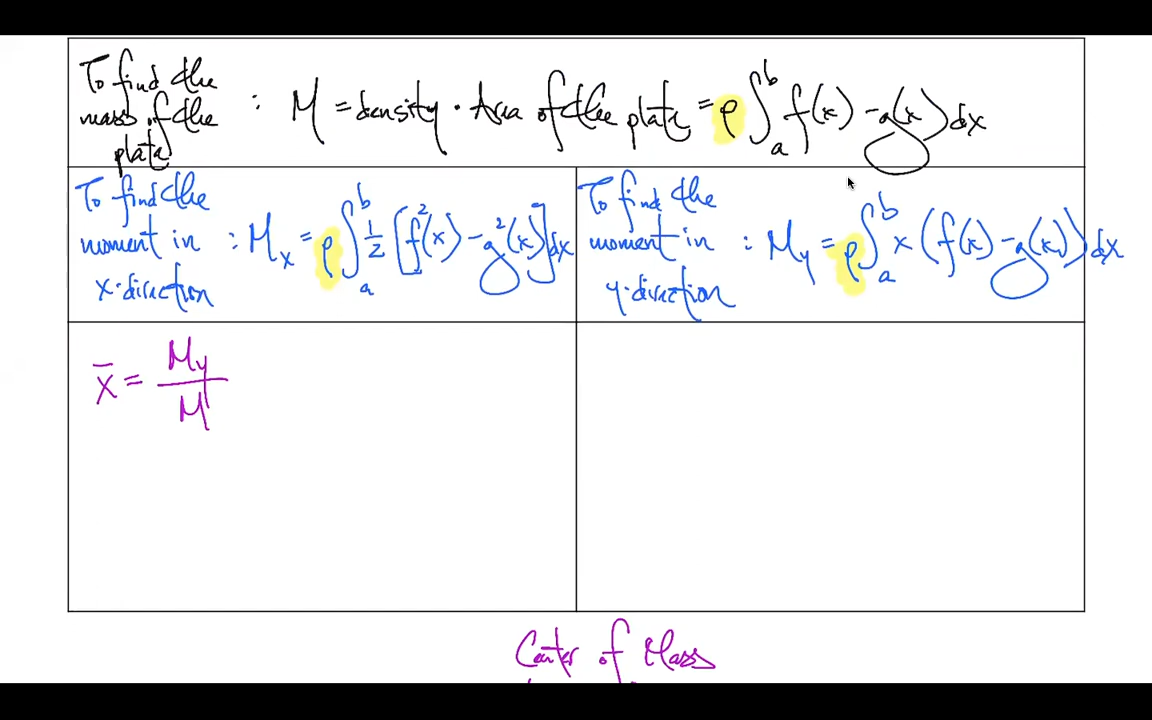 To find the
mass of the
plate
: M = density · Area of the plate = ρ ∫_a^b f(x) - g(x) dx
To find the
moment in
x-direction
: M_x = ρ ∫_a^b 1/2 [f²(x) - g²(x)] dx
To find the
moment in
y-direction
: M_y = ρ ∫_a^b x (f(x) - g(x)) dx
x̄ = M_y / M
Center of Mass